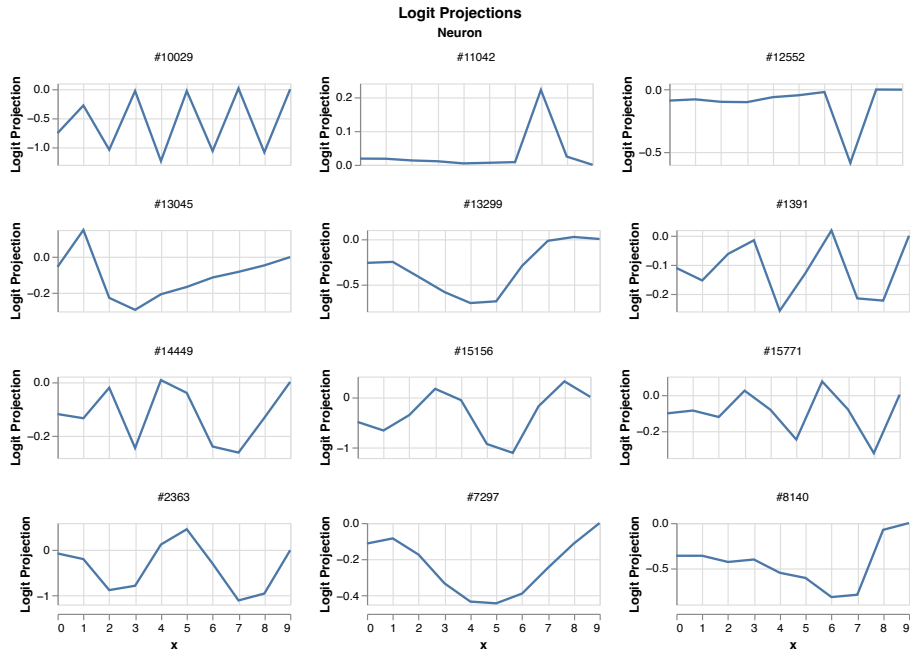 Logit Projections
Neuron
#10029
#11042
#12552
Logit Projection
0.0
−0.5
−1.0
Logit Projection
0.2
0.1
0.0
Logit Projection
0.0
−0.5
#13045
#13299
#1391
Logit Projection
0.0
−0.2
Logit Projection
0.0
−0.5
Logit Projection
0.0
−0.1
−0.2
#14449
#15156
#15771
Logit Projection
0.0
−0.2
Logit Projection
0
−1
Logit Projection
0.0
−0.2
#2363
#7297
#8140
Logit Projection
0
−1
Logit Projection
0.0
−0.2
−0.4
Logit Projection
0.0
−0.5
0 1 2 3 4 5 6 7 8 9
x
0 1 2 3 4 5 6 7 8 9
x
0 1 2 3 4 5 6 7 8 9
x